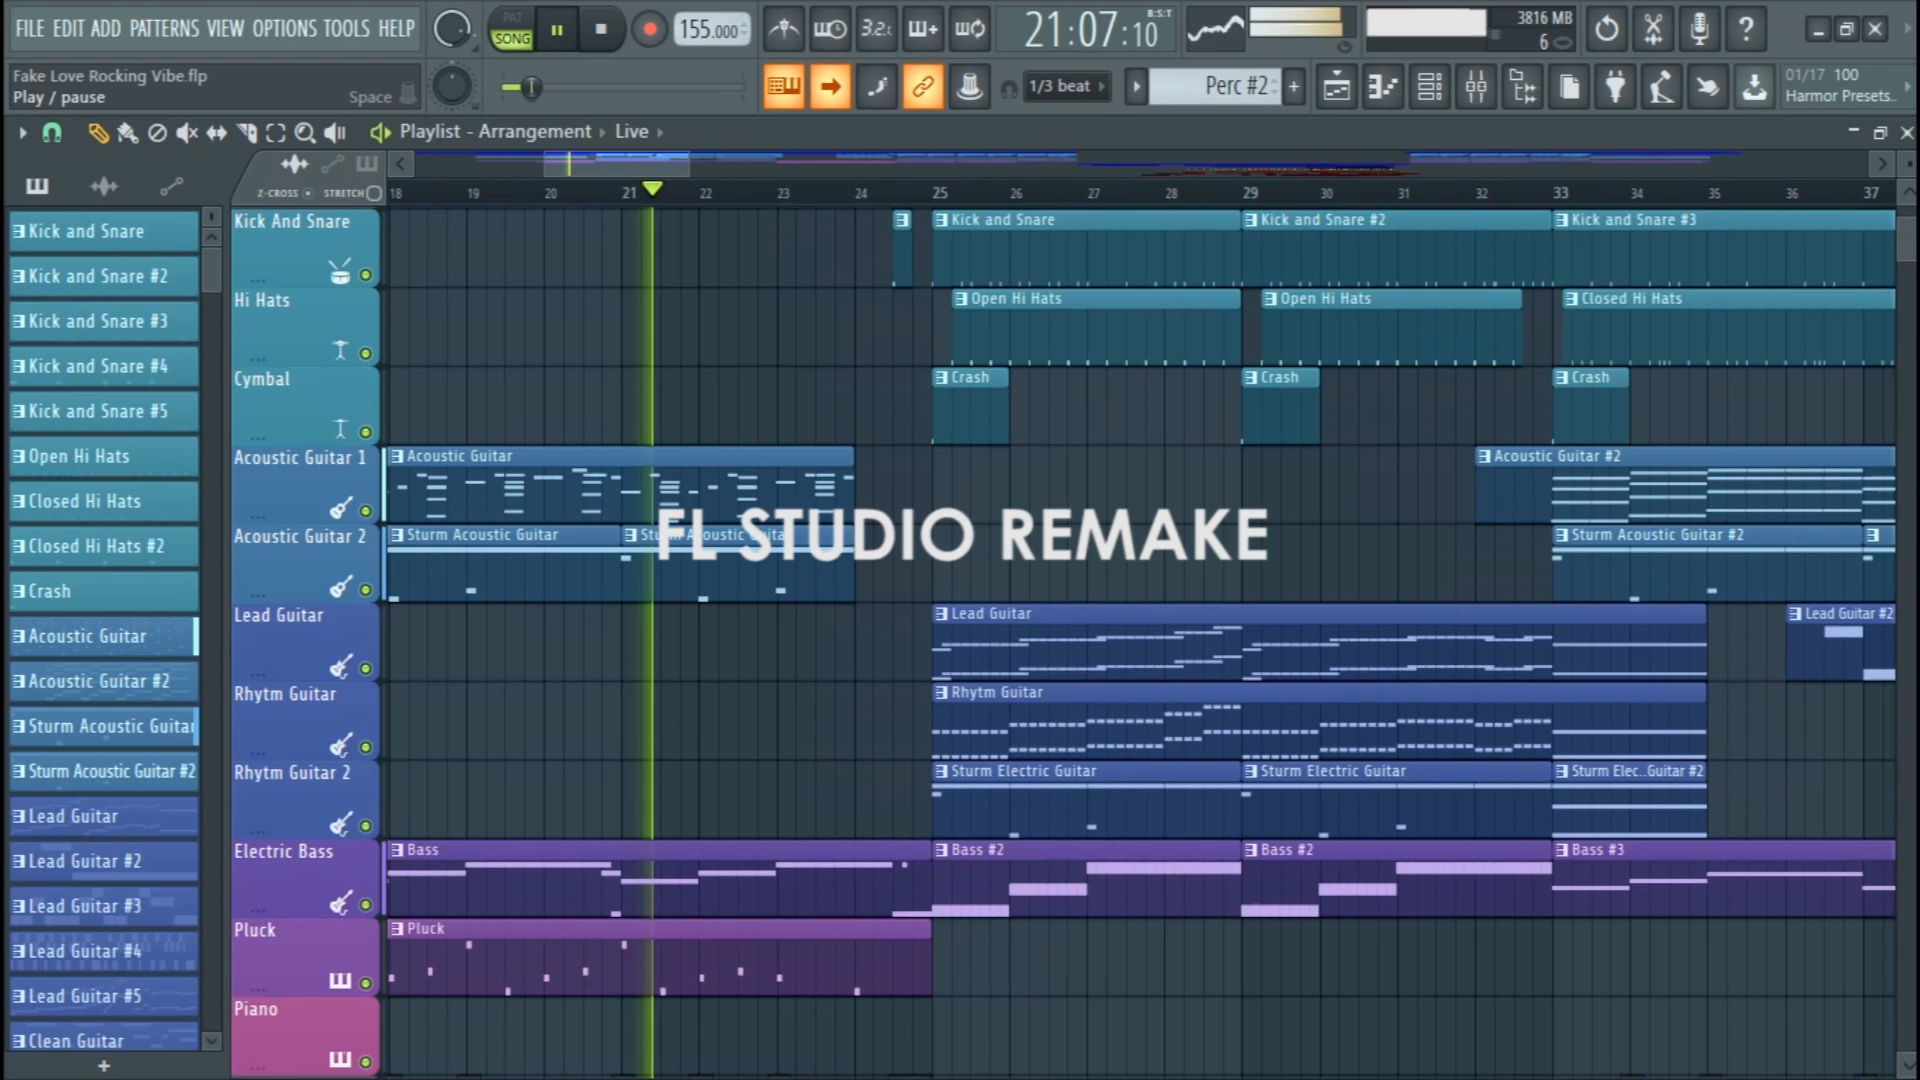 FILE EDIT ADD PATTERNS VIEW OPTIONS TOOLS HELP
PAT
SONG
155.000
3.2.
21:07:10
B:S:T
3816 MB
6
?
Fake Love Rocking Vibe.flp
Play / pause
Space
1/3 beat
Perc #2
+
01/17 100
Harmor Presets..
Playlist - Arrangement
Live
Z-CROSS
STRETCH
18 19 20 21 22 23 24 25 26 27 28 29 30 31 32 33 34 35 36 37
Kick and Snare
Kick and Snare #2
Kick and Snare #3
Kick and Snare #4
Kick and Snare #5
Open Hi Hats
Closed Hi Hats
Closed Hi Hats #2
Crash
Acoustic Guitar
Acoustic Guitar #2
Sturm Acoustic Guitar
Sturm Acoustic Guitar #2
Lead Guitar
Lead Guitar #2
Lead Guitar #3
Lead Guitar #4
Lead Guitar #5
Clean Guitar
+
Kick And Snare
Kick and Snare
Kick and Snare #2
Kick and Snare #3
Hi Hats
Open Hi Hats
Open Hi Hats
Closed Hi Hats
Cymbal
Crash
Crash
Crash
Acoustic Guitar 1
Acoustic Guitar
Acoustic Guitar #2
FL STUDIO REMAKE
Acoustic Guitar 2
Sturm Acoustic Guitar
Sturm Acoustic Guitar #2
Lead Guitar
Lead Guitar
Lead Guitar #2
Rhytm Guitar
Rhytm Guitar
Rhytm Guitar 2
Sturm Electric Guitar
Sturm Electric Guitar
Sturm Elec..Guitar #2
Electric Bass
Bass
Bass #2
Bass #2
Bass #3
Pluck
Pluck
Piano